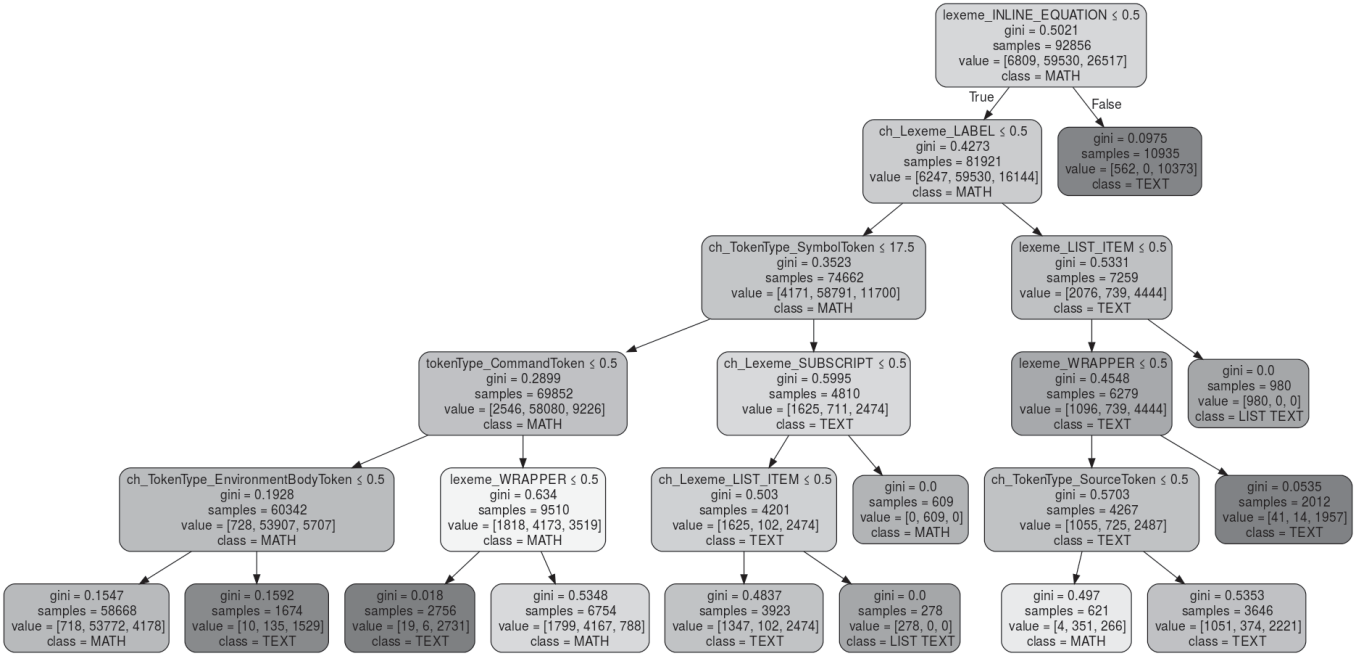 lexeme_INLINE_EQUATION ≤ 0.5
gini = 0.5021
samples = 92856
value = [6809, 59530, 26517]
class = MATH
True
False
ch_Lexeme_LABEL ≤ 0.5
gini = 0.4273
samples = 81921
value = [6247, 59530, 16144]
class = MATH
gini = 0.0975
samples = 10935
value = [562, 0, 10373]
class = TEXT
ch_TokenType_SymbolToken ≤ 17.5
gini = 0.3523
samples = 74662
value = [4171, 58791, 11700]
class = MATH
lexeme_LIST_ITEM ≤ 0.5
gini = 0.5331
samples = 7259
value = [2076, 739, 4444]
class = TEXT
tokenType_CommandToken ≤ 0.5
gini = 0.2899
samples = 69852
value = [2546, 58080, 9226]
class = MATH
ch_Lexeme_SUBSCRIPT ≤ 0.5
gini = 0.5995
samples = 4810
value = [1625, 711, 2474]
class = TEXT
lexeme_WRAPPER ≤ 0.5
gini = 0.4548
samples = 6279
value = [1096, 739, 4444]
class = TEXT
gini = 0.0
samples = 980
value = [980, 0, 0]
class = LIST TEXT
ch_TokenType_EnvironmentBodyToken ≤ 0.5
gini = 0.1928
samples = 60342
value = [728, 53907, 5707]
class = MATH
lexeme_WRAPPER ≤ 0.5
gini = 0.634
samples = 9510
value = [1818, 4173, 3519]
class = MATH
ch_Lexeme_LIST_ITEM ≤ 0.5
gini = 0.503
samples = 4201
value = [1625, 102, 2474]
class = TEXT
gini = 0.0
samples = 609
value = [0, 609, 0]
class = MATH
ch_TokenType_SourceToken ≤ 0.5
gini = 0.5703
samples = 4267
value = [1055, 725, 2487]
class = TEXT
gini = 0.0535
samples = 2012
value = [41, 14, 1957]
class = TEXT
gini = 0.1547
samples = 58668
value = [718, 53772, 4178]
class = MATH
gini = 0.1592
samples = 1674
value = [10, 135, 1529]
class = TEXT
gini = 0.018
samples = 2756
value = [19, 6, 2731]
class = TEXT
gini = 0.5348
samples = 6754
value = [1799, 4167, 788]
class = MATH
gini = 0.4837
samples = 3923
value = [1347, 102, 2474]
class = TEXT
gini = 0.0
samples = 278
value = [278, 0, 0]
class = LIST TEXT
gini = 0.497
samples = 621
value = [4, 351, 266]
class = MATH
gini = 0.5353
samples = 3646
value = [1051, 374, 2221]
class = TEXT